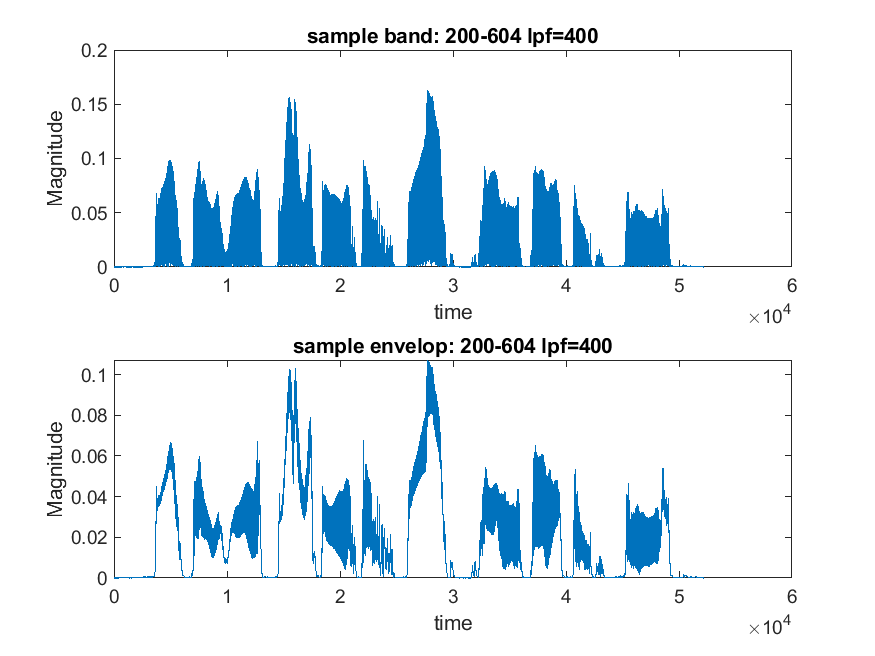 sample band: 200-604 lpf=400
0.2
0.15
0.1
0.05
0
Magnitude
0 1 2 3 4 5 6
time
×10^4
sample envelop: 200-604 lpf=400
0.1
0.08
0.06
0.04
0.02
0
Magnitude
0 1 2 3 4 5 6
time
×10^4